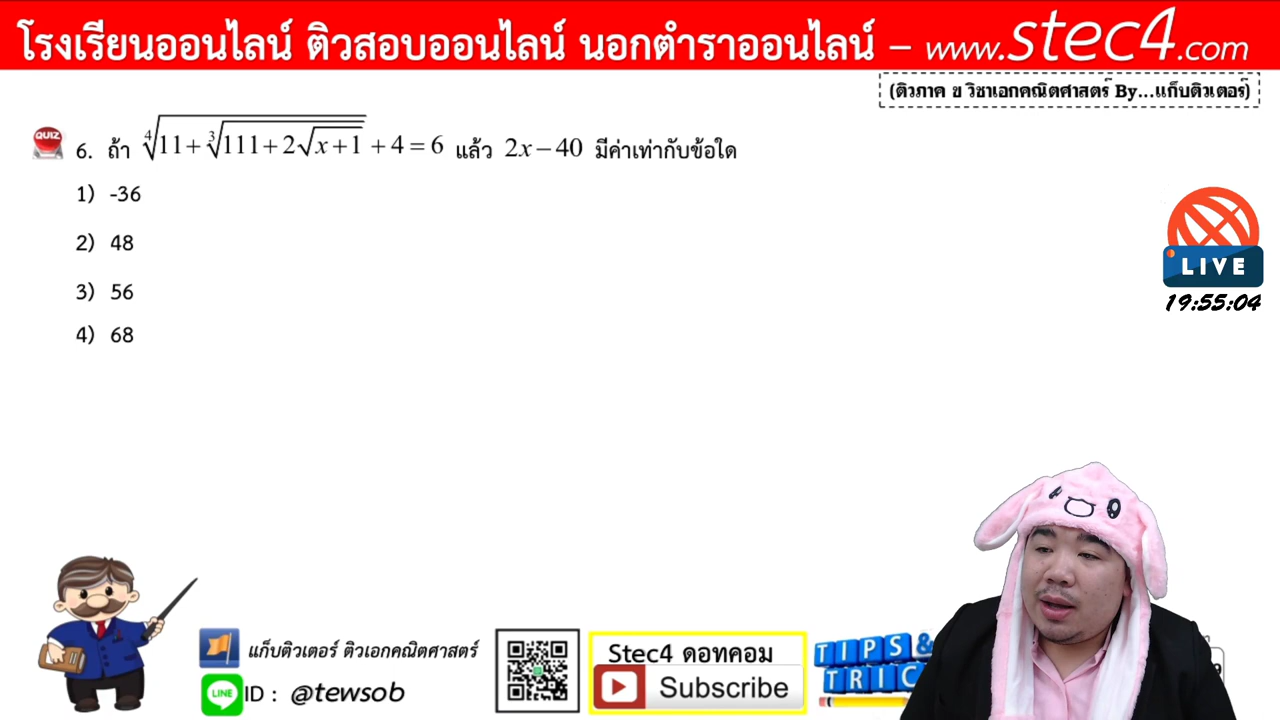 โรงเรียนออนไลน์ ติวสอบออนไลน์ นอกตำราออนไลน์ – www.stec4.com
(ติวภาค ข วิชาเอกคณิตศาสตร์ By...แก็บติวเตอร์)
QUIZ
6. ถ้า ∜(11+∛(111+2√(x+1))) + 4 = 6 แล้ว 2x − 40 มีค่าเท่ากับข้อใด
1) -36
2) 48
3) 56
4) 68
LIVE
19:55:04
แก็บติวเตอร์ ติวเอกคณิตศาสตร์
LINE ID : @tewsob
Stec4 ดอทคอม
Subscribe
TIPS &
TRIC